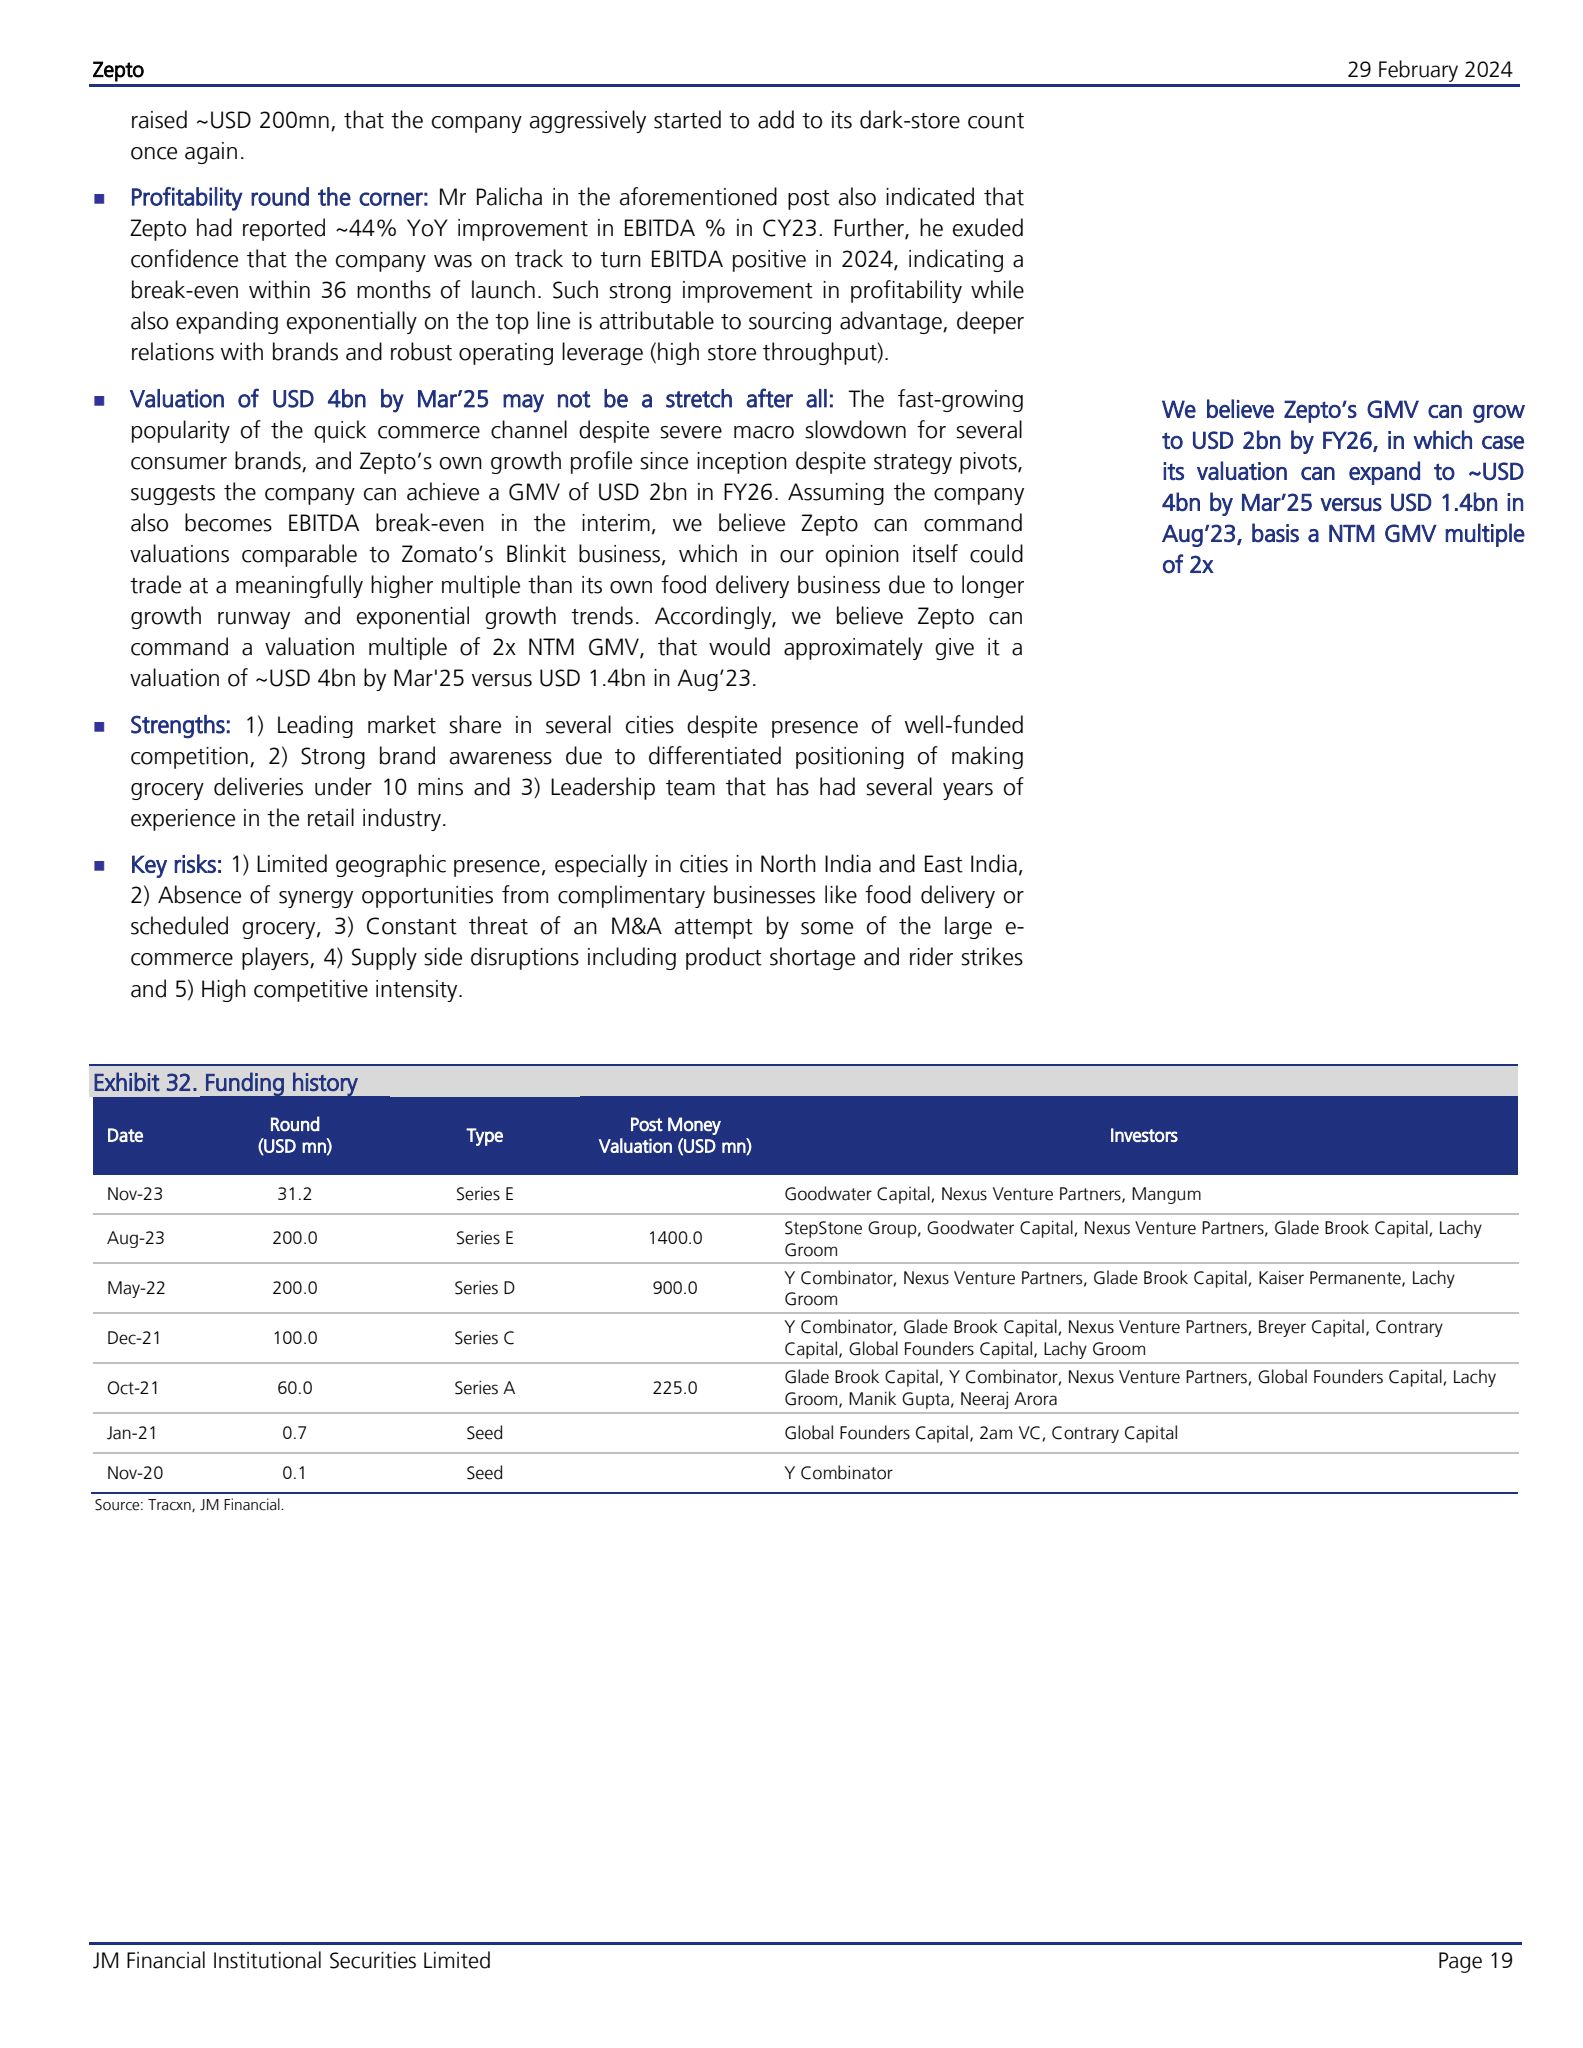 Zepto 29 February 2024
raised ~USD 200mn, that the company aggressively started to add to its dark-store count
once again.
▪ Profitability round the corner: Mr Palicha in the aforementioned post also indicated that
Zepto had reported ~44% YoY improvement in EBITDA % in CY23. Further, he exuded
confidence that the company was on track to turn EBITDA positive in 2024, indicating a
break-even within 36 months of launch. Such strong improvement in profitability while
also expanding exponentially on the top line is attributable to sourcing advantage, deeper
relations with brands and robust operating leverage (high store throughput).
▪ Valuation of USD 4bn by Mar’25 may not be a stretch after all: The fast-growing
popularity of the quick commerce channel despite severe macro slowdown for several
consumer brands, and Zepto’s own growth profile since inception despite strategy pivots,
suggests the company can achieve a GMV of USD 2bn in FY26. Assuming the company
also becomes EBITDA break-even in the interim, we believe Zepto can command
valuations comparable to Zomato’s Blinkit business, which in our opinion itself could
trade at a meaningfully higher multiple than its own food delivery business due to longer
growth runway and exponential growth trends. Accordingly, we believe Zepto can
command a valuation multiple of 2x NTM GMV, that would approximately give it a
valuation of ~USD 4bn by Mar'25 versus USD 1.4bn in Aug’23.
We believe Zepto’s GMV can grow
to USD 2bn by FY26, in which case
its valuation can expand to ~USD
4bn by Mar’25 versus USD 1.4bn in
Aug’23, basis a NTM GMV multiple
of 2x
▪ Strengths: 1) Leading market share in several cities despite presence of well-funded
competition, 2) Strong brand awareness due to differentiated positioning of making
grocery deliveries under 10 mins and 3) Leadership team that has had several years of
experience in the retail industry.
▪ Key risks: 1) Limited geographic presence, especially in cities in North India and East India,
2) Absence of synergy opportunities from complimentary businesses like food delivery or
scheduled grocery, 3) Constant threat of an M&A attempt by some of the large e-
commerce players, 4) Supply side disruptions including product shortage and rider strikes
and 5) High competitive intensity.
Exhibit 32. Funding history
Date Round (USD mn) Type Post Money Valuation (USD mn) Investors
Nov-23 31.2 Series E Goodwater Capital, Nexus Venture Partners, Mangum
Aug-23 200.0 Series E 1400.0 StepStone Group, Goodwater Capital, Nexus Venture Partners, Glade Brook Capital, Lachy
Groom
May-22 200.0 Series D 900.0 Y Combinator, Nexus Venture Partners, Glade Brook Capital, Kaiser Permanente, Lachy
Groom
Dec-21 100.0 Series C Y Combinator, Glade Brook Capital, Nexus Venture Partners, Breyer Capital, Contrary
Capital, Global Founders Capital, Lachy Groom
Oct-21 60.0 Series A 225.0 Glade Brook Capital, Y Combinator, Nexus Venture Partners, Global Founders Capital, Lachy
Groom, Manik Gupta, Neeraj Arora
Jan-21 0.7 Seed Global Founders Capital, 2am VC, Contrary Capital
Nov-20 0.1 Seed Y Combinator
Source: Tracxn, JM Financial.
JM Financial Institutional Securities Limited Page 19